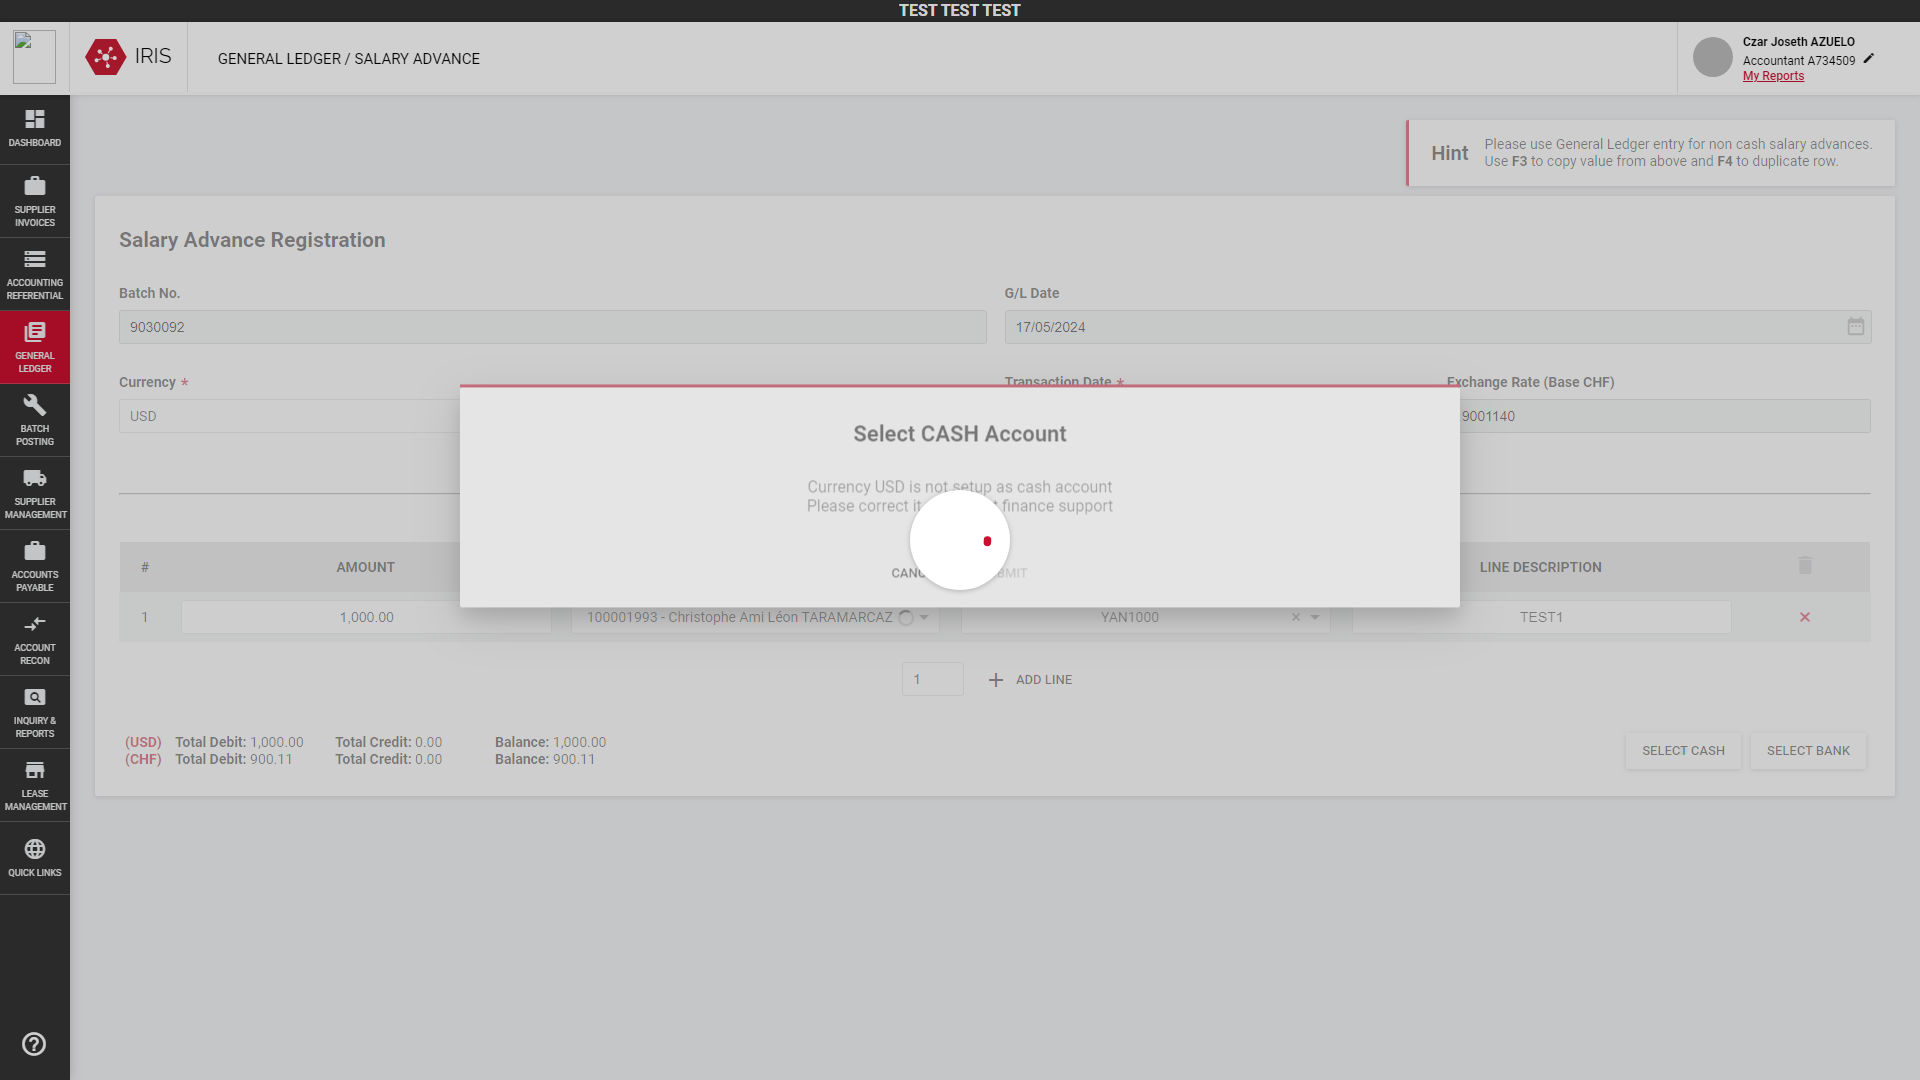 TEST TEST TEST
IRIS
GENERAL LEDGER / SALARY ADVANCE
Czar Joseth AZUELO
Accountant A734509
My Reports
DASHBOARD
SUPPLIER
INVOICES
ACCOUNTING
REFERENTIAL
GENERAL
LEDGER
BATCH
POSTING
SUPPLIER
MANAGEMENT
ACCOUNTS
PAYABLE
ACCOUNT
RECON
INQUIRY &
REPORTS
LEASE
MANAGEMENT
QUICK LINKS
Hint
Please use General Ledger entry for non cash salary advances.
Use F3 to copy value from above and F4 to duplicate row.
Salary Advance Registration
Batch No.
G/L Date
9030092
17/05/2024
Currency *
Transaction Date *
Exchange Rate (Base CHF)
USD
9001140
Select CASH Account
Currency USD is not setup as cash account
Please correct it finance support
# AMOUNT LINE DESCRIPTION
1 1,000.00 100001993 - Christophe Ami Léon TARAMARCAZ YAN1000 TEST1
1 ADD LINE
(USD) Total Debit: 1,000.00 Total Credit: 0.00 Balance: 1,000.00
(CHF) Total Debit: 900.11 Total Credit: 0.00 Balance: 900.11
SELECT CASH SELECT BANK